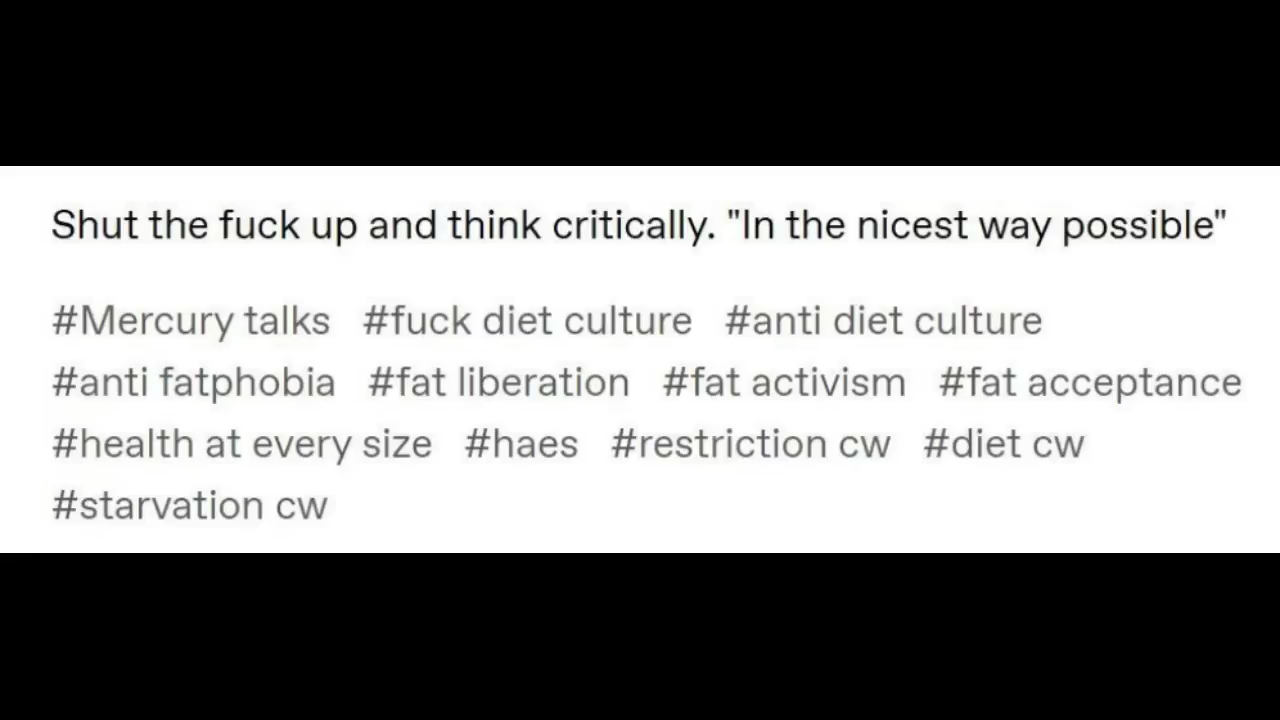 Shut the fuck up and think critically. "In the nicest way possible"
#Mercury talks #fuck diet culture #anti diet culture
#anti fatphobia #fat liberation #fat activism #fat acceptance
#health at every size #haes #restriction cw #diet cw
#starvation cw